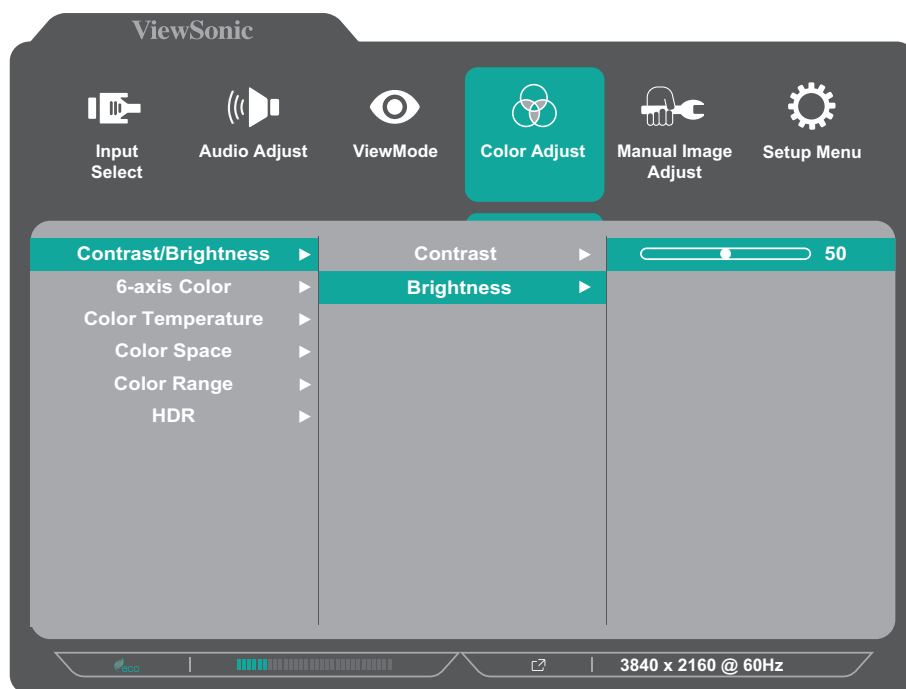 ViewSonic
Input
Select
Audio Adjust
ViewMode
Color Adjust
Manual Image
Adjust
Setup Menu
Contrast/Brightness
Contrast
50
6-axis Color
Brightness
Color Temperature
Color Space
Color Range
HDR
eco
3840 x 2160 @ 60Hz